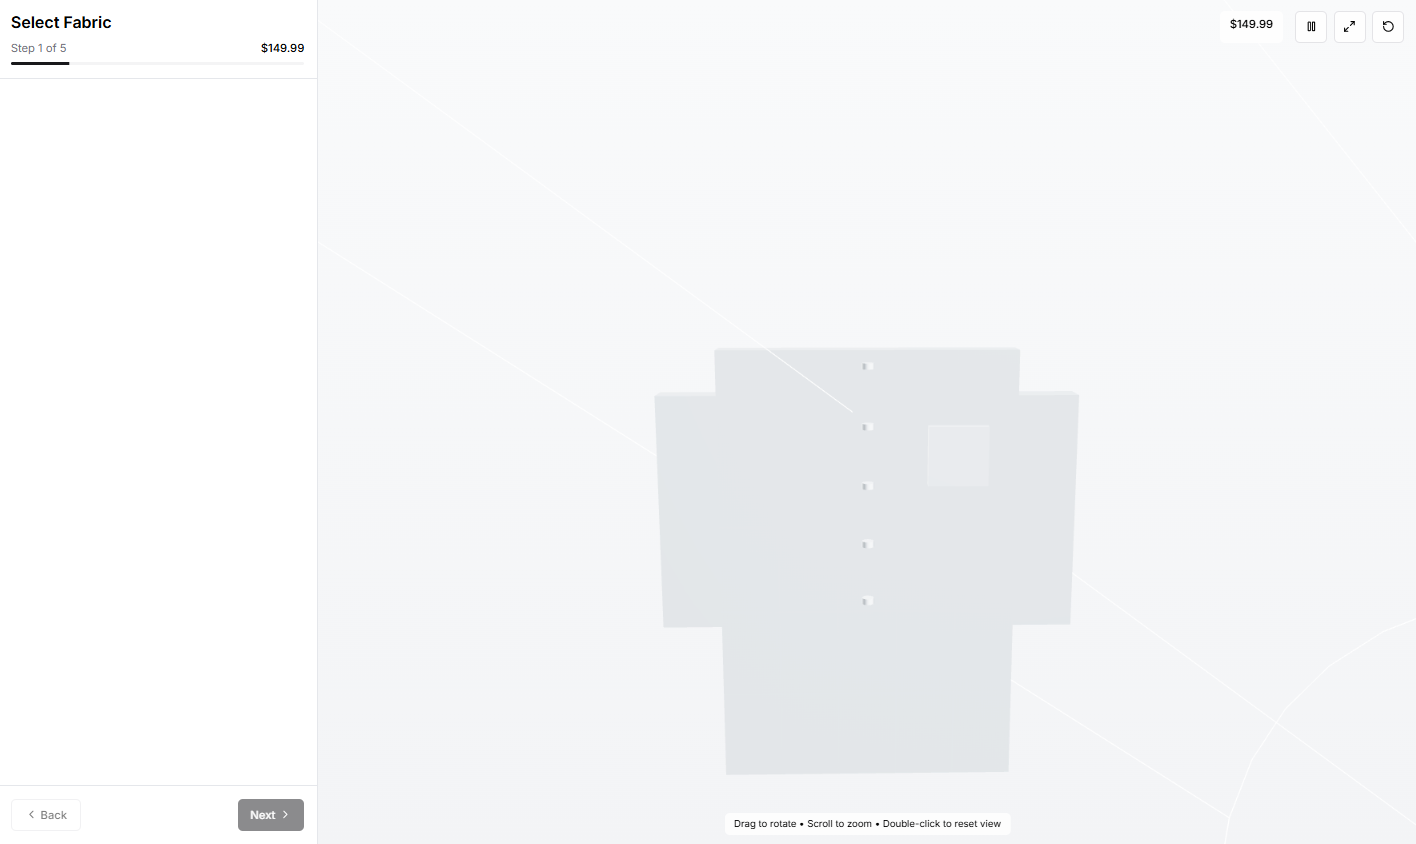 Select Fabric
Step 1 of 5
$149.99
$149.99
Back
Next
Drag to rotate • Scroll to zoom • Double-click to reset view